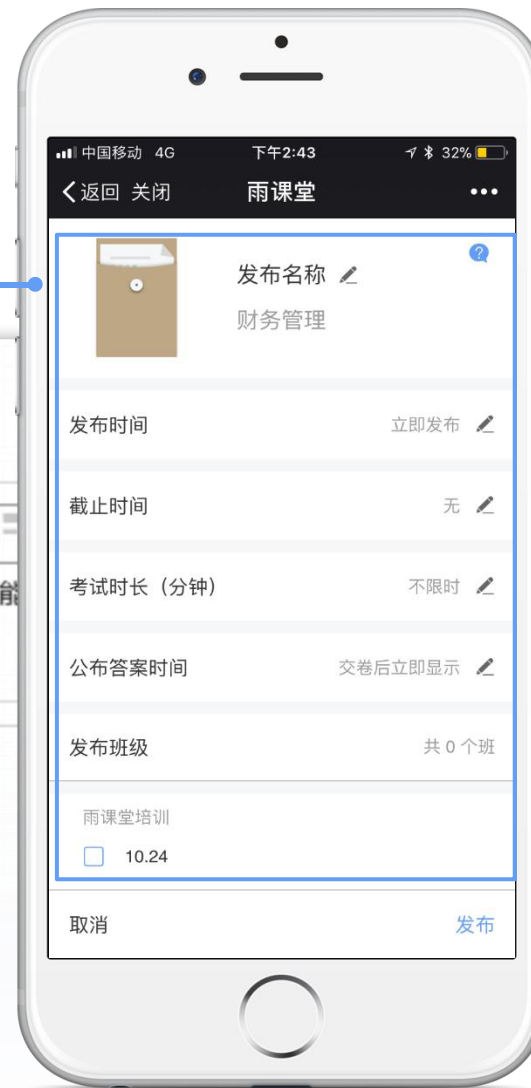 中国移动 4G 下午2:43 32%
返回 关闭 雨课堂
发布名称
财务管理
发布时间 立即发布
截止时间 无
考试时长（分钟） 不限时
公布答案时间 交卷后立即显示
发布班级 共 0 个班
雨课堂培训
10.24
取消 发布
能